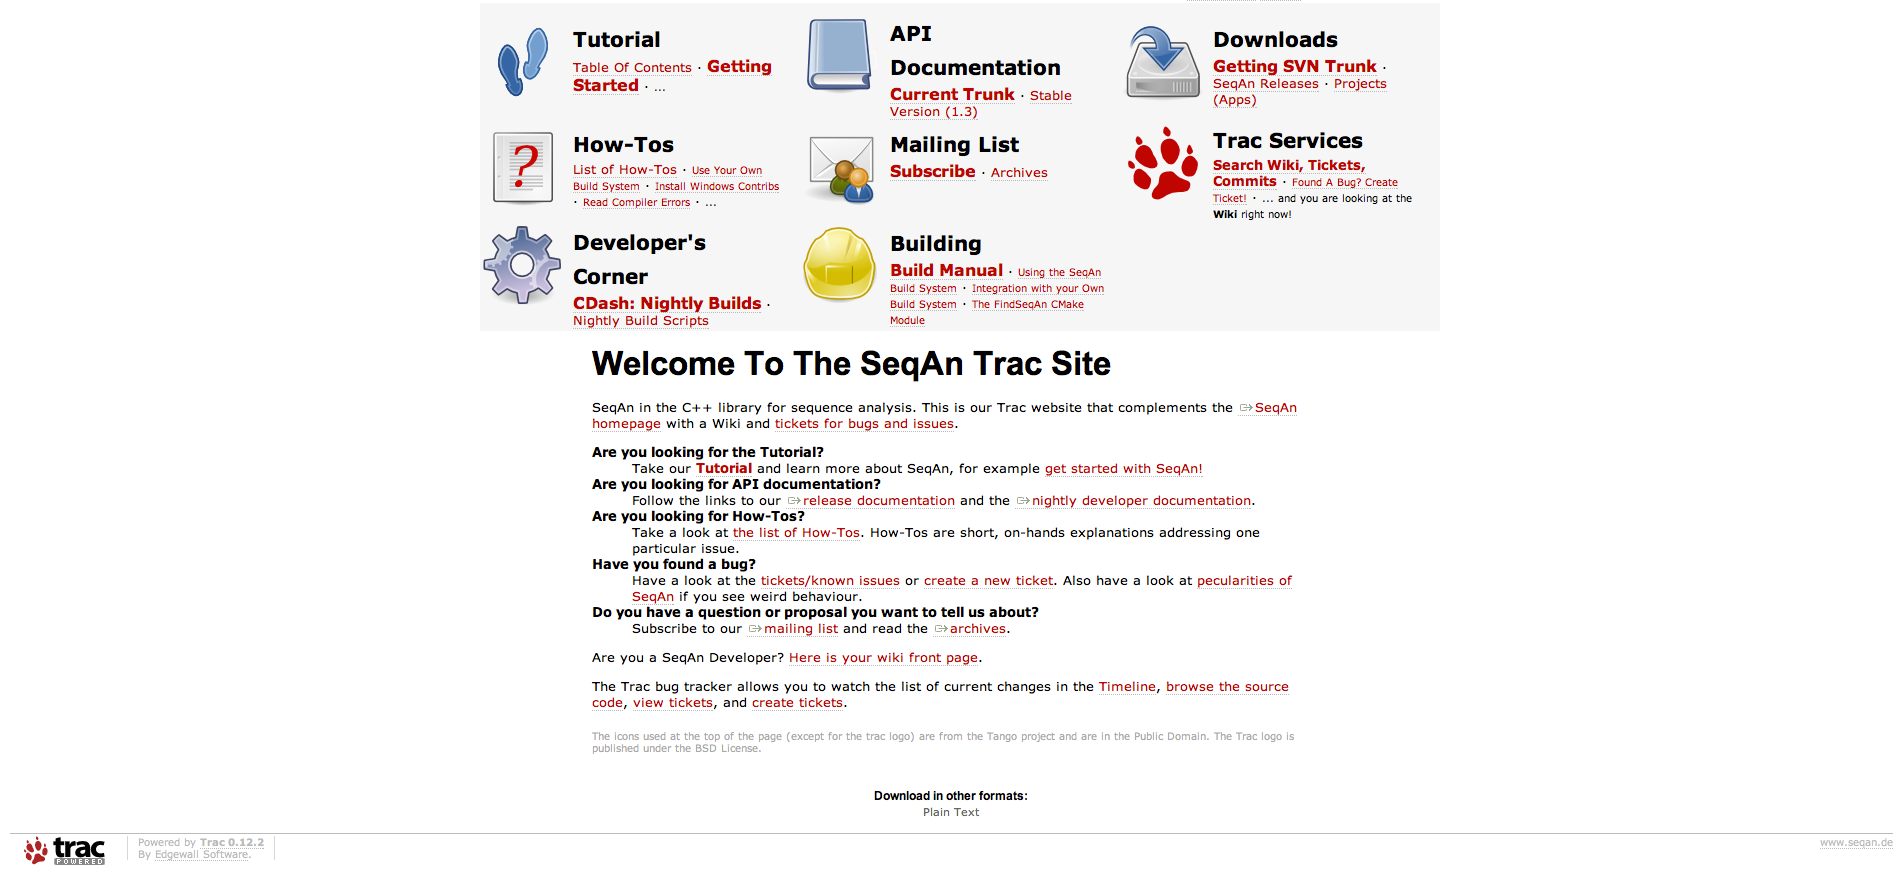 Tutorial
Table Of Contents · Getting
Started · ...
API
Documentation
Current Trunk · Stable
Version (1.3)
Downloads
Getting SVN Trunk ·
SeqAn Releases · Projects
(Apps)
How-Tos
List of How-Tos · Use Your Own
Build System · Install Windows Contribs
· Read Compiler Errors · ...
Mailing List
Subscribe · Archives
Trac Services
Search Wiki, Tickets,
Commits · Found A Bug? Create
Ticket! · ... and you are looking at the
Wiki right now!
Developer's
Corner
CDash: Nightly Builds ·
Nightly Build Scripts
Building
Build Manual · Using the SeqAn
Build System · Integration with your Own
Build System · The FindSeqAn CMake
Module
Welcome To The SeqAn Trac Site
SeqAn in the C++ library for sequence analysis. This is our Trac website that complements the SeqAn
homepage with a Wiki and tickets for bugs and issues.
Are you looking for the Tutorial?
Take our Tutorial and learn more about SeqAn, for example get started with SeqAn!
Are you looking for API documentation?
Follow the links to our release documentation and the nightly developer documentation.
Are you looking for How-Tos?
Take a look at the list of How-Tos. How-Tos are short, on-hands explanations addressing one
particular issue.
Have you found a bug?
Have a look at the tickets/known issues or create a new ticket. Also have a look at pecularities of
SeqAn if you see weird behaviour.
Do you have a question or proposal you want to tell us about?
Subscribe to our mailing list and read the archives.
Are you a SeqAn Developer? Here is your wiki front page.
The Trac bug tracker allows you to watch the list of current changes in the Timeline, browse the source
code, view tickets, and create tickets.
The icons used at the top of the page (except for the trac logo) are from the Tango project and are in the Public Domain. The Trac logo is
published under the BSD License.
Download in other formats:
Plain Text
trac
POWERED
Powered by Trac 0.12.2
By Edgewall Software.
www.seqan.de